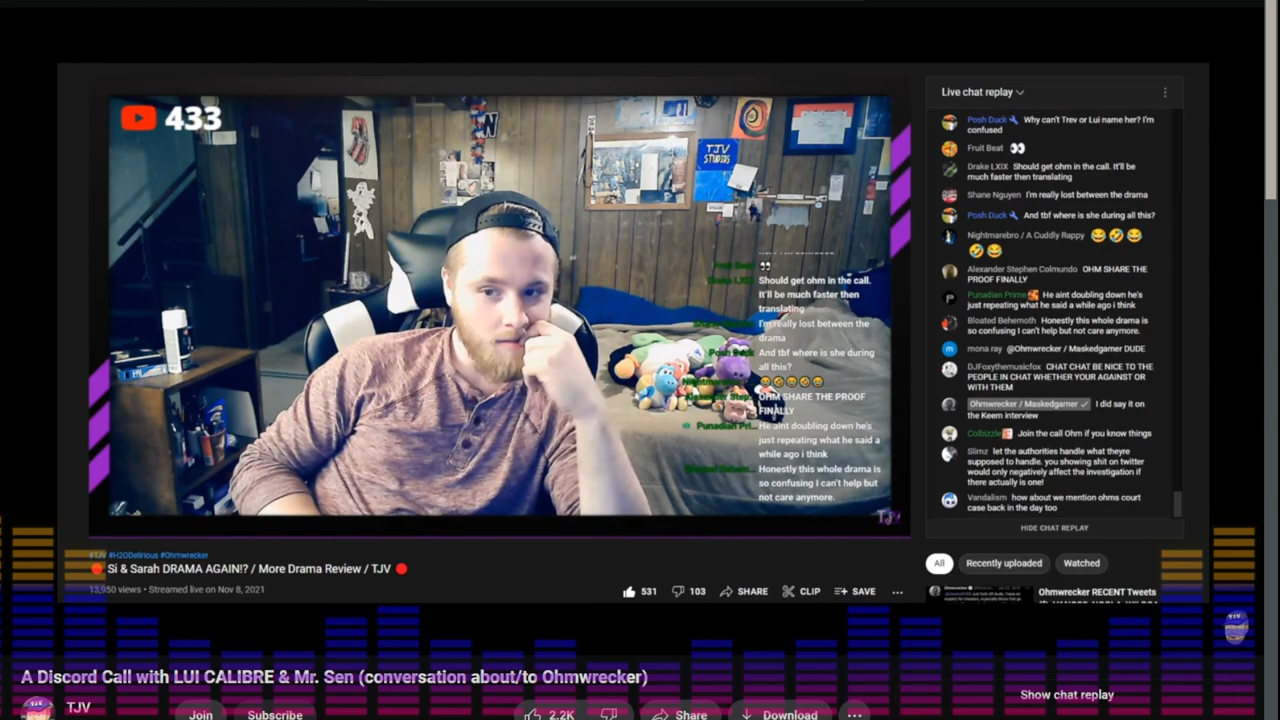 433
N
TJV
STUDIOS
Should get ohm in the call.
It'll be much faster then
translating
I'm really lost between the
drama
And tbf where is she during
all this?
OHM SHARE THE PROOF
FINALLY
Punadian Pri...
He aint doubling down he's
just repeating what he said a
while ago i think
Honestly this whole drama is
so confusing I can't help but
not care anymore.
TJV
Live chat replay
Posh Duck Why can't Trev or Lui name her? I'm
confused
Fruit Beat 👀
Drake LXIX Should get ohm in the call. It'll be
much faster then translating
Shane Nguyen I'm really lost between the drama
Posh Duck And tbf where is she during all this?
Nightmarebro / A Cuddly Rappy 😂🤣😂
🤣😂
Alexander Stephen Colmundo OHM SHARE THE
PROOF FINALLY
Punadian Prime He aint doubling down he's
just repeating what he said a while ago i think
Bloated Behemoth Honestly this whole drama is
so confusing I can't help but not care anymore.
mona ray @Ohmwrecker / Maskedgamer DUDE
DJFoxythemusicfox CHAT CHAT BE NICE TO THE
PEOPLE IN CHAT WHETHER YOUR AGAINST OR
WITH THEM
Ohmwrecker / Maskedgamer ✓ I did say it on
the Keem interview
Colbizzle Join the call Ohm if you know things
Slimz let the authorities handle what theyre
supposed to handle. you showing shit on twitter
would only negatively affect the investigation if
there actually is one!
Vandalism how about we mention ohms court
case back in the day too
HIDE CHAT REPLAY
#TJV #H2ODelirious #Ohmwrecker
🔴 Si & Sarah DRAMA AGAIN!? / More Drama Review / TJV 🔴
13,950 views • Streamed live on Nov 8, 2021
531 103 SHARE CLIP SAVE ...
All Recently uploaded Watched
Ohmwrecker RECENT Tweets
A Discord Call with LUI CALIBRE & Mr. Sen (conversation about/to Ohmwrecker)
Show chat replay
TJV
Join Subscribe 2.2K Share Download ...